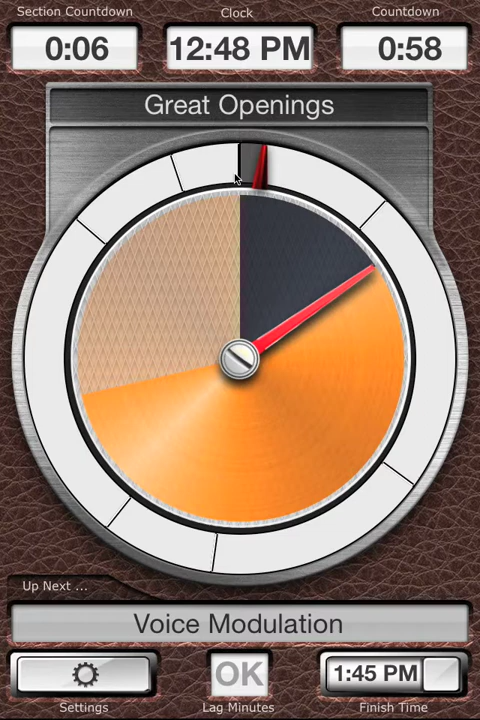 Section Countdown
Clock
Countdown
0:06
12:48 PM
0:58
Great Openings
Up Next ...
Voice Modulation
OK
1:45 PM
Settings
Lag Minutes
Finish Time